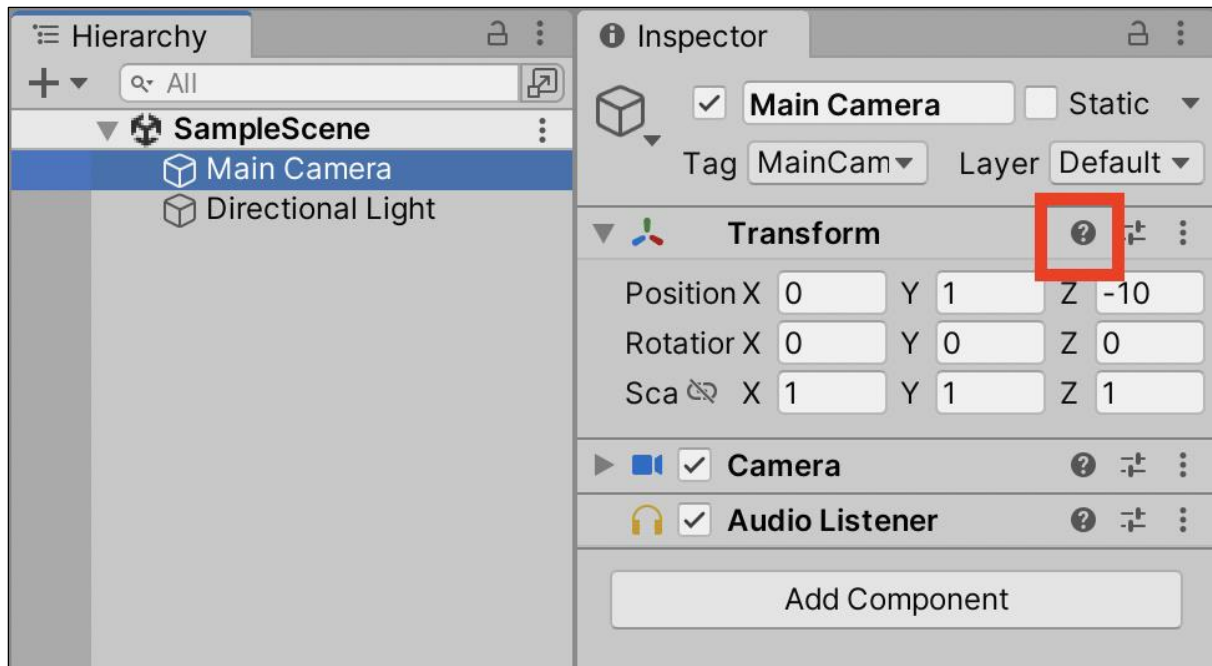 Hierarchy
All
SampleScene
Main Camera
Directional Light
Inspector
Main Camera
Static
Tag MainCam Layer Default
Transform
Position X 0 Y 1 Z -10
Rotatior X 0 Y 0 Z 0
Sca X 1 Y 1 Z 1
Camera
Audio Listener
Add Component